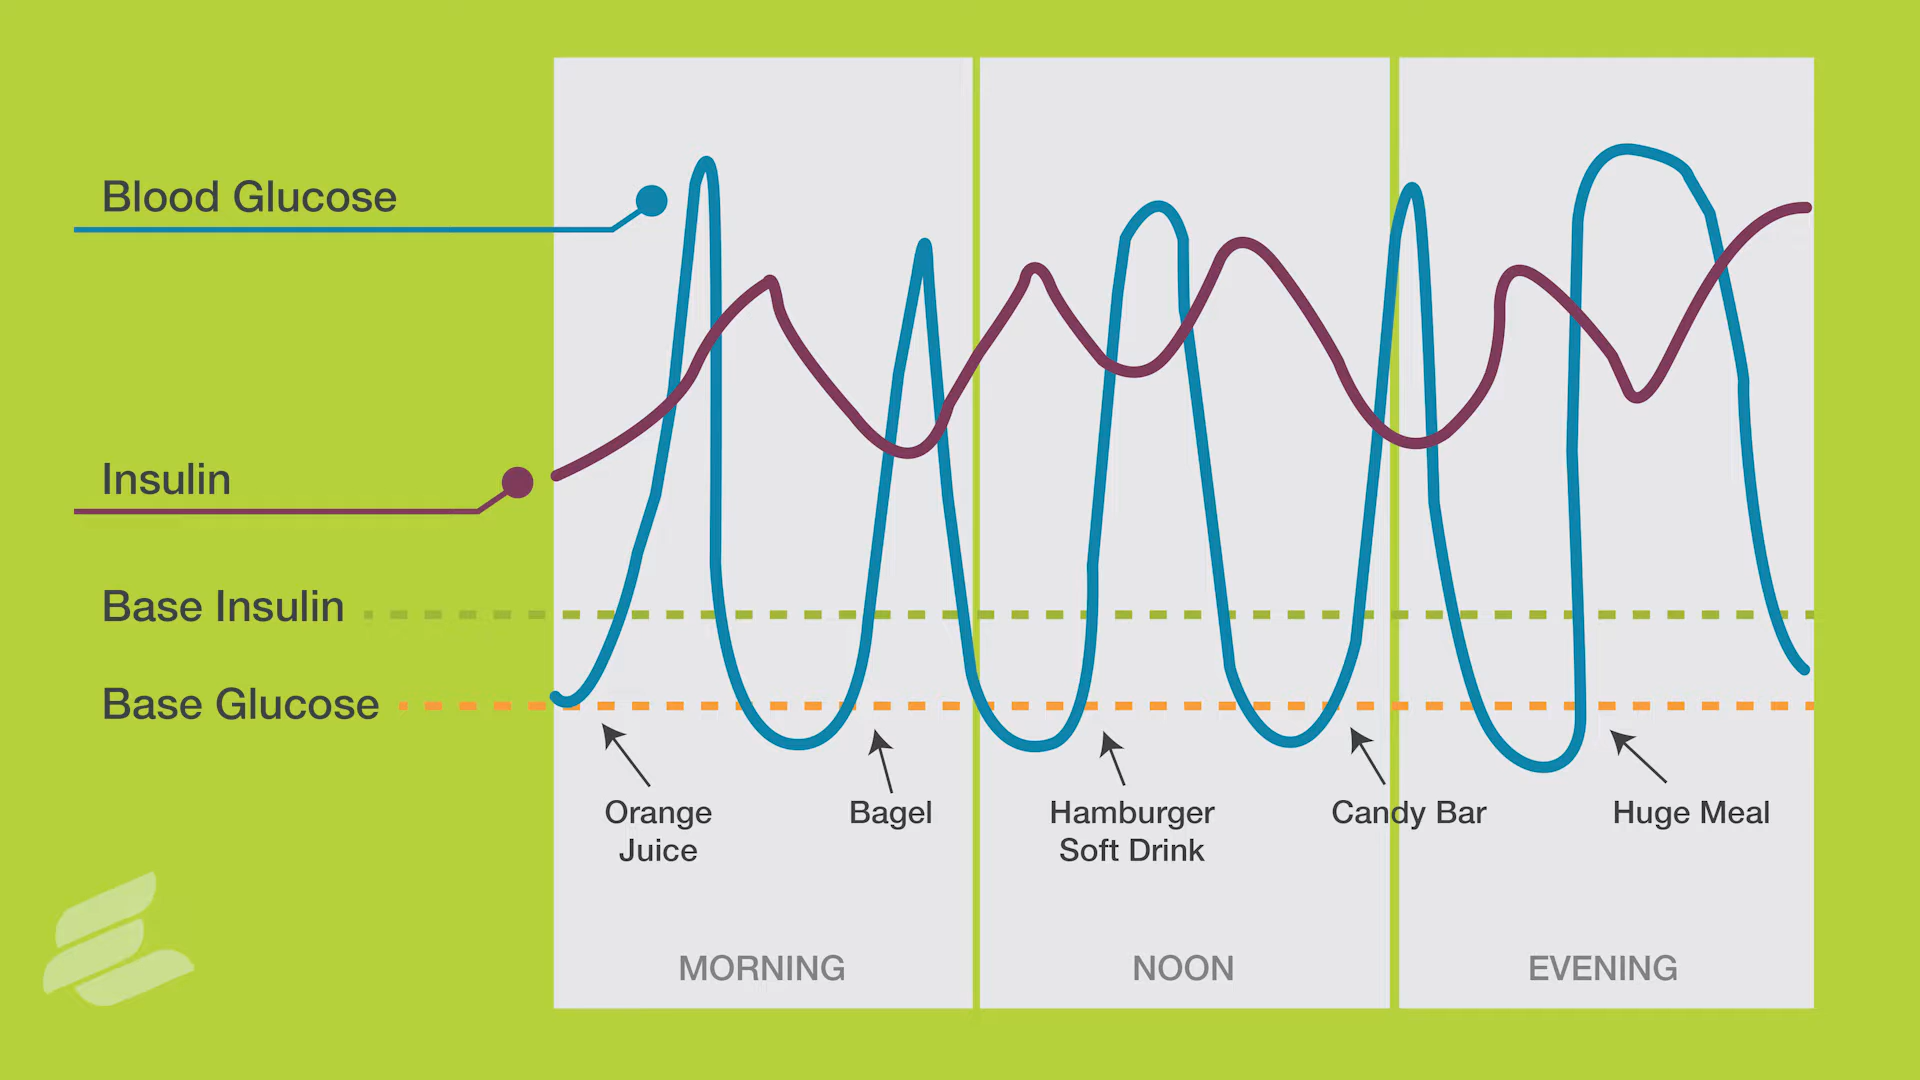 Blood Glucose
Insulin
Base Insulin
Base Glucose
Orange
Juice
Bagel
Hamburger
Soft Drink
Candy Bar
Huge Meal
MORNING
NOON
EVENING